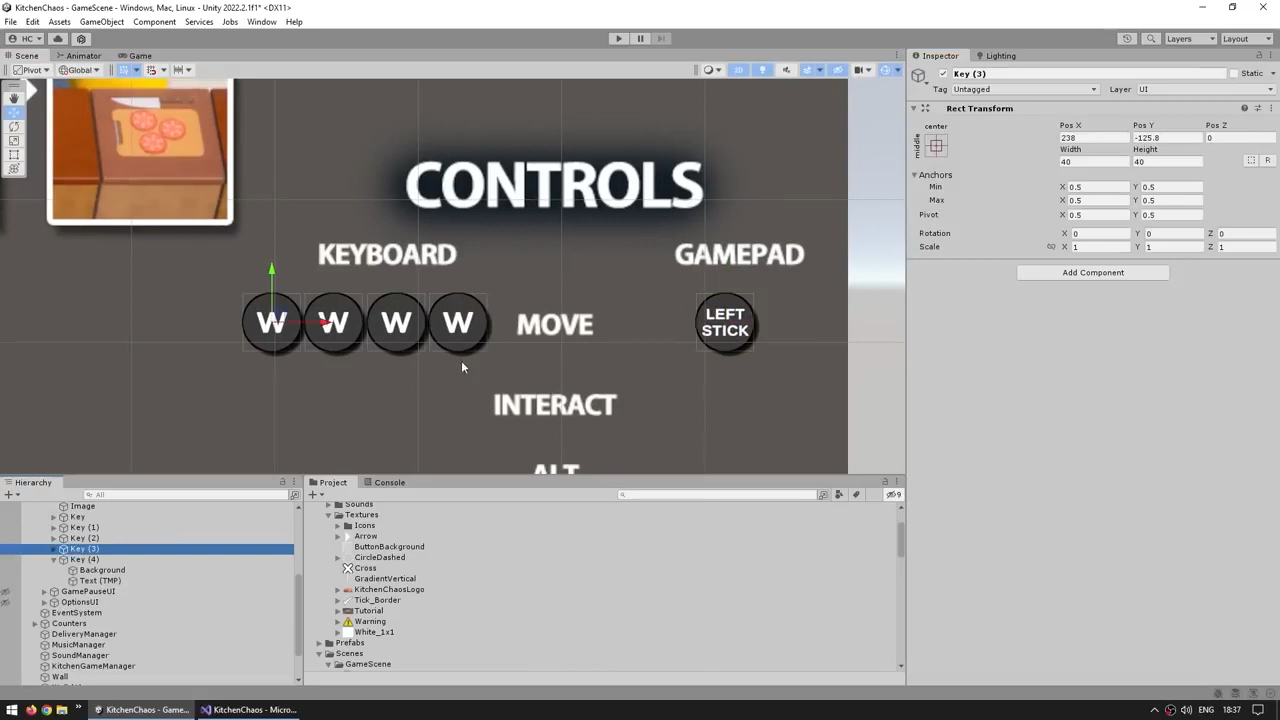 KitchenChaos - GameScene - Windows, Mac, Linux - Unity 2022.2.1f1* <DX11>
File Edit Assets GameObject Component Services Jobs Window Help
HC Layers Layout
Scene Animator Game
Pivot Global 2D
CONTROLS
KEYBOARD GAMEPAD
W W W W MOVE LEFT
STICK
INTERACT
ALT
Inspector Lighting
Key (3) Static
Tag Untagged Layer UI
Rect Transform
center
middle
Pos X Pos Y Pos Z
238 -125.8 0
Width Height
40 40
R
Anchors
Min X 0.5 Y 0.5
Max X 0.5 Y 0.5
Pivot X 0.5 Y 0.5
Rotation X 0 Y 0 Z 0
Scale X 1 Y 1 Z 1
Add Component
Hierarchy
All
Image
Key
Key (1)
Key (2)
Key (3)
Key (4)
Background
Text (TMP)
GamePauseUI
OptionsUI
EventSystem
Counters
DeliveryManager
MusicManager
SoundManager
KitchenGameManager
Wall
Project Console
9
Sounds
Textures
Icons
Arrow
ButtonBackground
CircleDashed
Cross
GradientVertical
KitchenChaosLogo
Tick_Border
Tutorial
Warning
White_1x1
Prefabs
Scenes
GameScene
KitchenChaos - Game... KitchenChaos - Micro... ENG 18:37